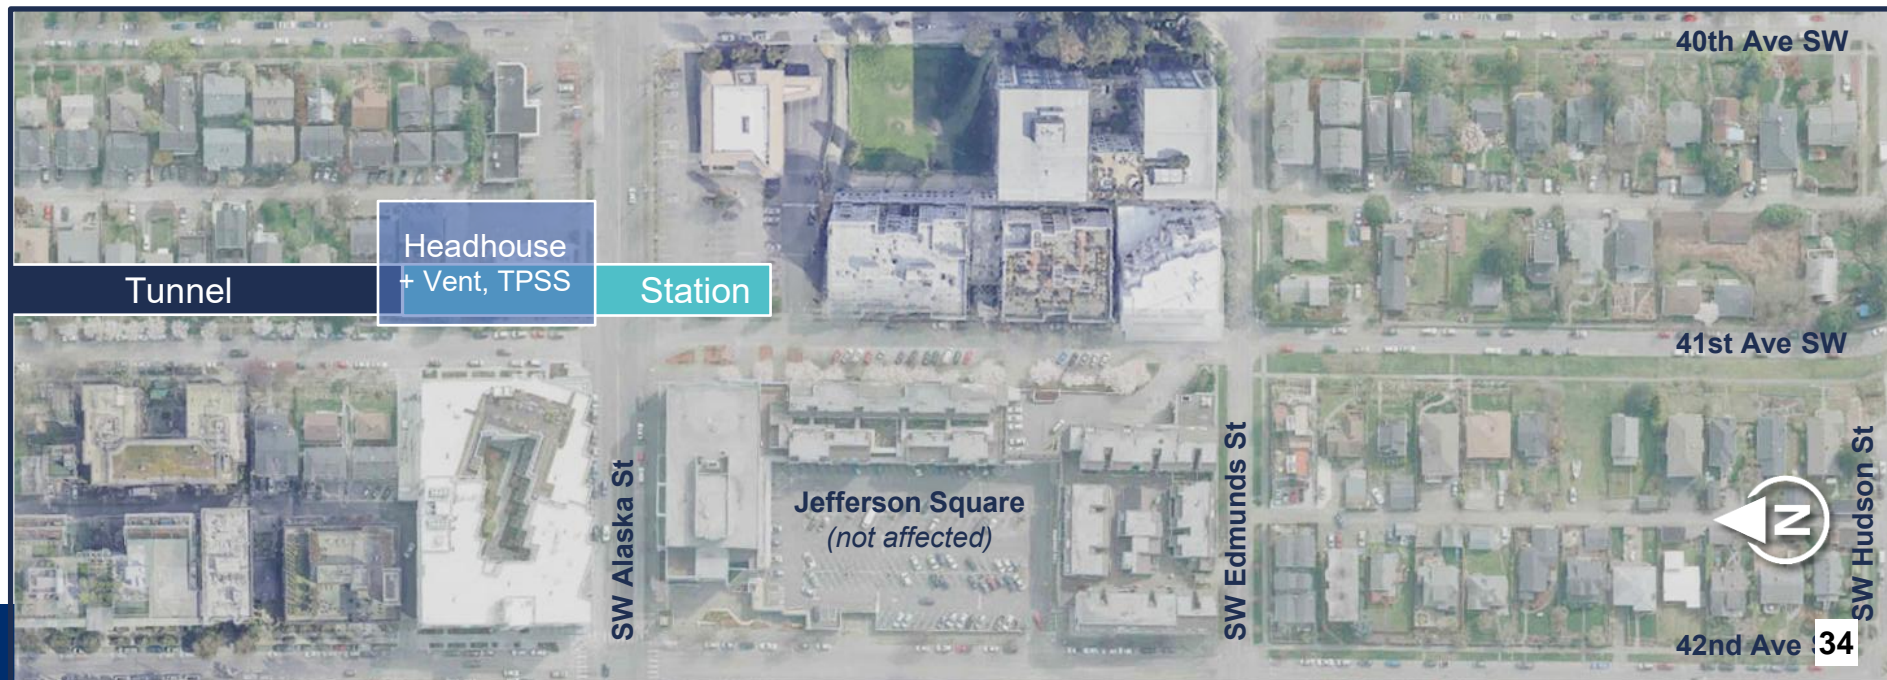 40th Ave SW
Headhouse
+ Vent, TPSS
Tunnel
Station
41st Ave SW
SW Alaska St
Jefferson Square
(not affected)
SW Edmunds St
N
SW Hudson St
42nd Ave
34